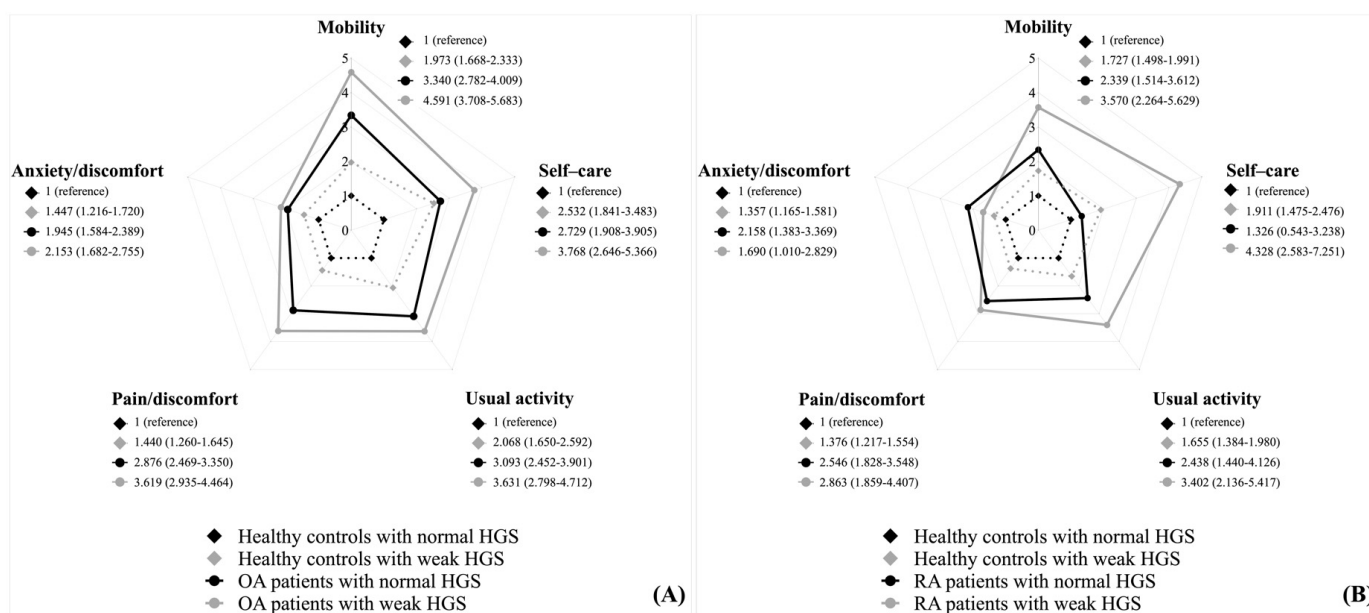 Mobility
1 (reference)
1.973 (1.668-2.333)
3.340 (2.782-4.009)
4.591 (3.708-5.683)
5
4
3
2
1
0
Anxiety/discomfort
1 (reference)
1.447 (1.216-1.720)
1.945 (1.584-2.389)
2.153 (1.682-2.755)
Self–care
1 (reference)
2.532 (1.841-3.483)
2.729 (1.908-3.905)
3.768 (2.646-5.366)
Pain/discomfort
1 (reference)
1.440 (1.260-1.645)
2.876 (2.469-3.350)
3.619 (2.935-4.464)
Usual activity
1 (reference)
2.068 (1.650-2.592)
3.093 (2.452-3.901)
3.631 (2.798-4.712)
Healthy controls with normal HGS
Healthy controls with weak HGS
OA patients with normal HGS
OA patients with weak HGS
(A)
Mobility
1 (reference)
1.727 (1.498-1.991)
2.339 (1.514-3.612)
3.570 (2.264-5.629)
5
4
3
2
1
0
Anxiety/discomfort
1 (reference)
1.357 (1.165-1.581)
2.158 (1.383-3.369)
1.690 (1.010-2.829)
Self–care
1 (reference)
1.911 (1.475-2.476)
1.326 (0.543-3.238)
4.328 (2.583-7.251)
Pain/discomfort
1 (reference)
1.376 (1.217-1.554)
2.546 (1.828-3.548)
2.863 (1.859-4.407)
Usual activity
1 (reference)
1.655 (1.384-1.980)
2.438 (1.440-4.126)
3.402 (2.136-5.417)
Healthy controls with normal HGS
Healthy controls with weak HGS
RA patients with normal HGS
RA patients with weak HGS
(B)